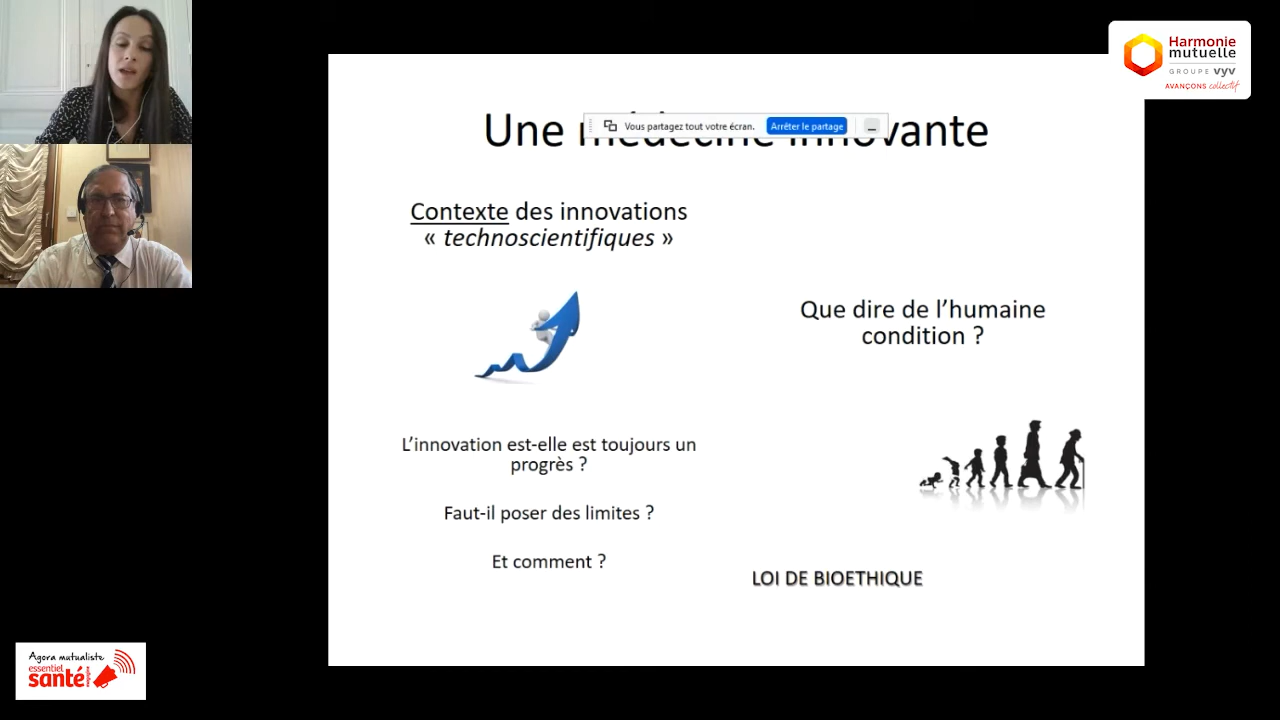 Harmonie
mutuelle
GROUPE vyv
AVANÇONS collectif
Une innovante
Vous partagez tout votre écran. Arrêter le partage
Contexte des innovations
« technoscientifiques »
Que dire de l'humaine
condition ?
L'innovation est-elle est toujours un
progrès ?
Faut-il poser des limites ?
Et comment ?
LOI DE BIOETHIQUE
Agora mutualiste
essentiel
santé
magazine